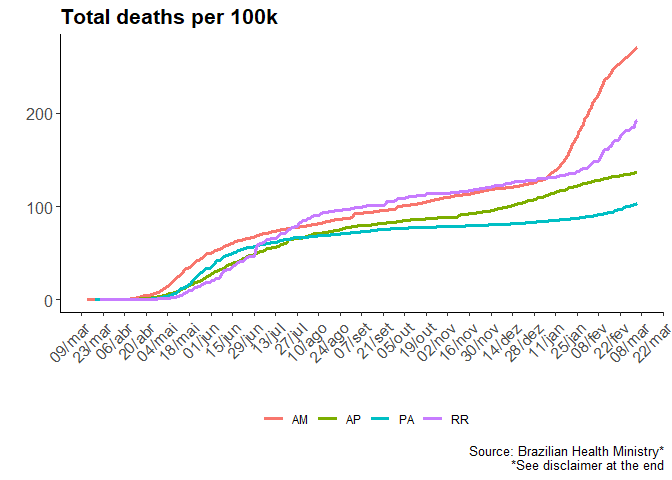 Total deaths per 100k
200
100
0
09/mar
23/mar
06/abr
20/abr
04/mai
18/mai
01/jun
15/jun
29/jun
13/jul
27/jul
10/ago
24/ago
07/set
21/set
05/out
19/out
02/nov
16/nov
30/nov
14/dez
28/dez
11/jan
25/jan
08/fev
22/fev
08/mar
22/mar
AM AP PA RR
Source: Brazilian Health Ministry*
*See disclaimer at the end